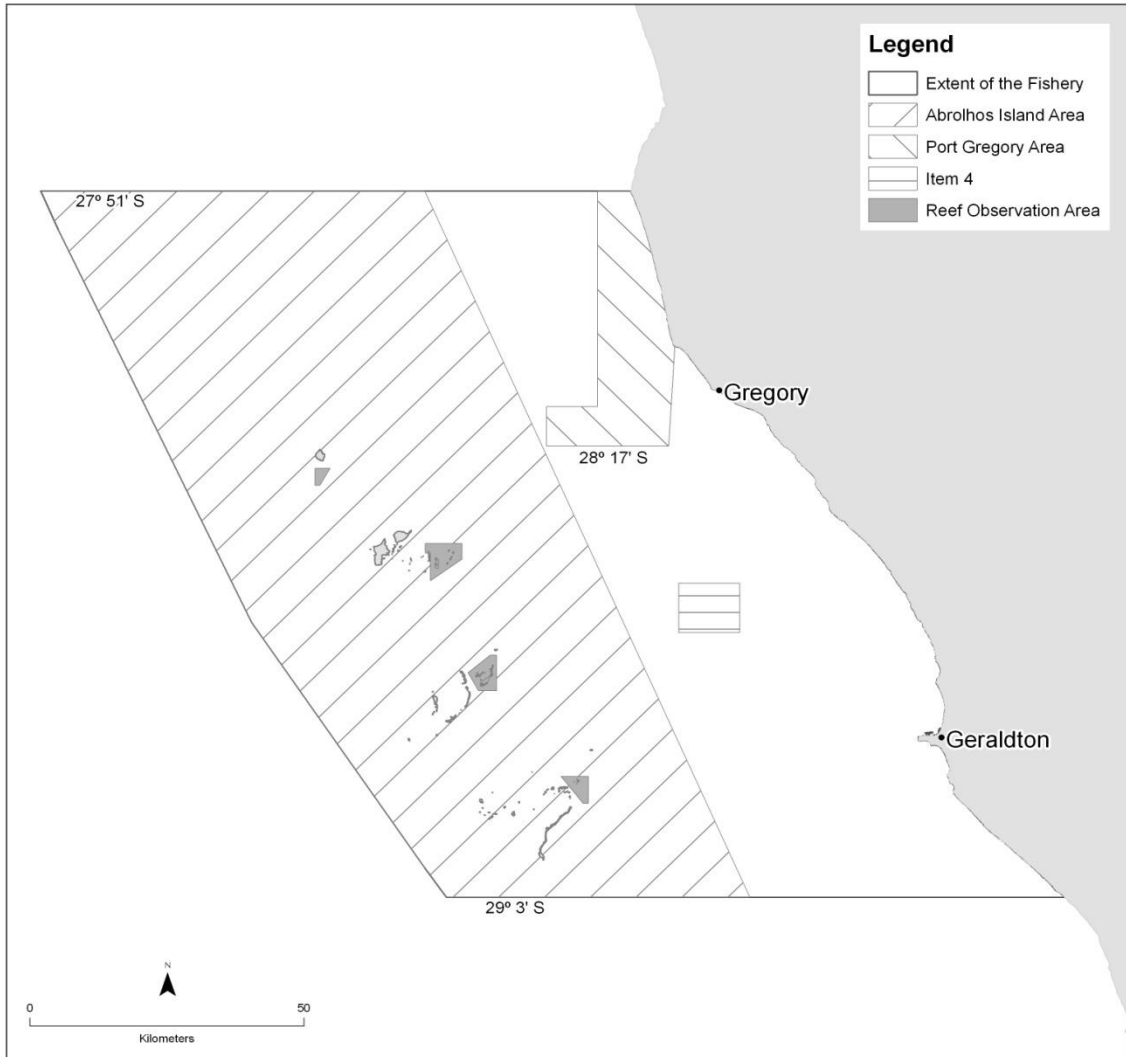 Legend
Extent of the Fishery
Abrolhos Island Area
Port Gregory Area
Item 4
Reef Observation Area
27º 51' S
Gregory
28º 17' S
Geraldton
29º 3' S
N
0 50
Kilometers